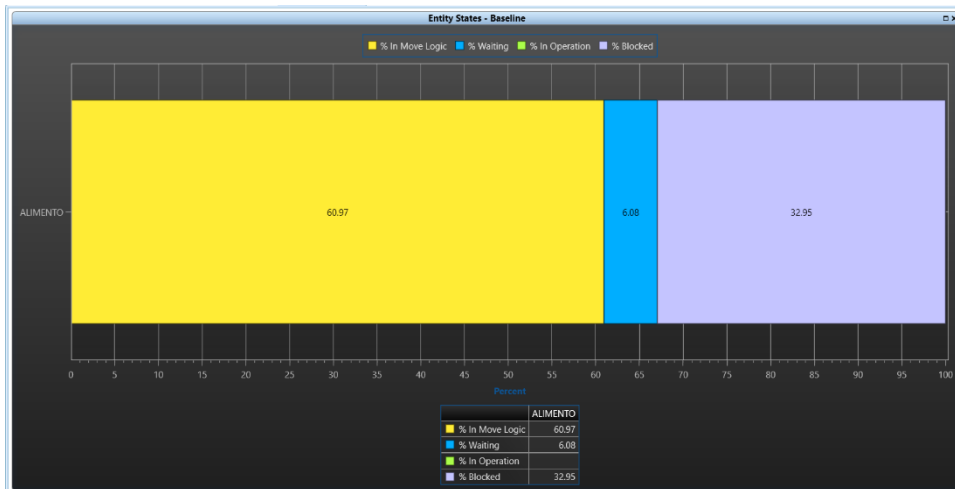 Entity States - Baseline
% In Move Logic % Waiting % In Operation % Blocked
ALIMENTO
60.97 6.08 32.95
0 5 10 15 20 25 30 35 40 45 50 55 60 65 70 75 80 85 90 95 100
Percent
ALIMENTO
% In Move Logic 60.97
% Waiting 6.08
% In Operation
% Blocked 32.95